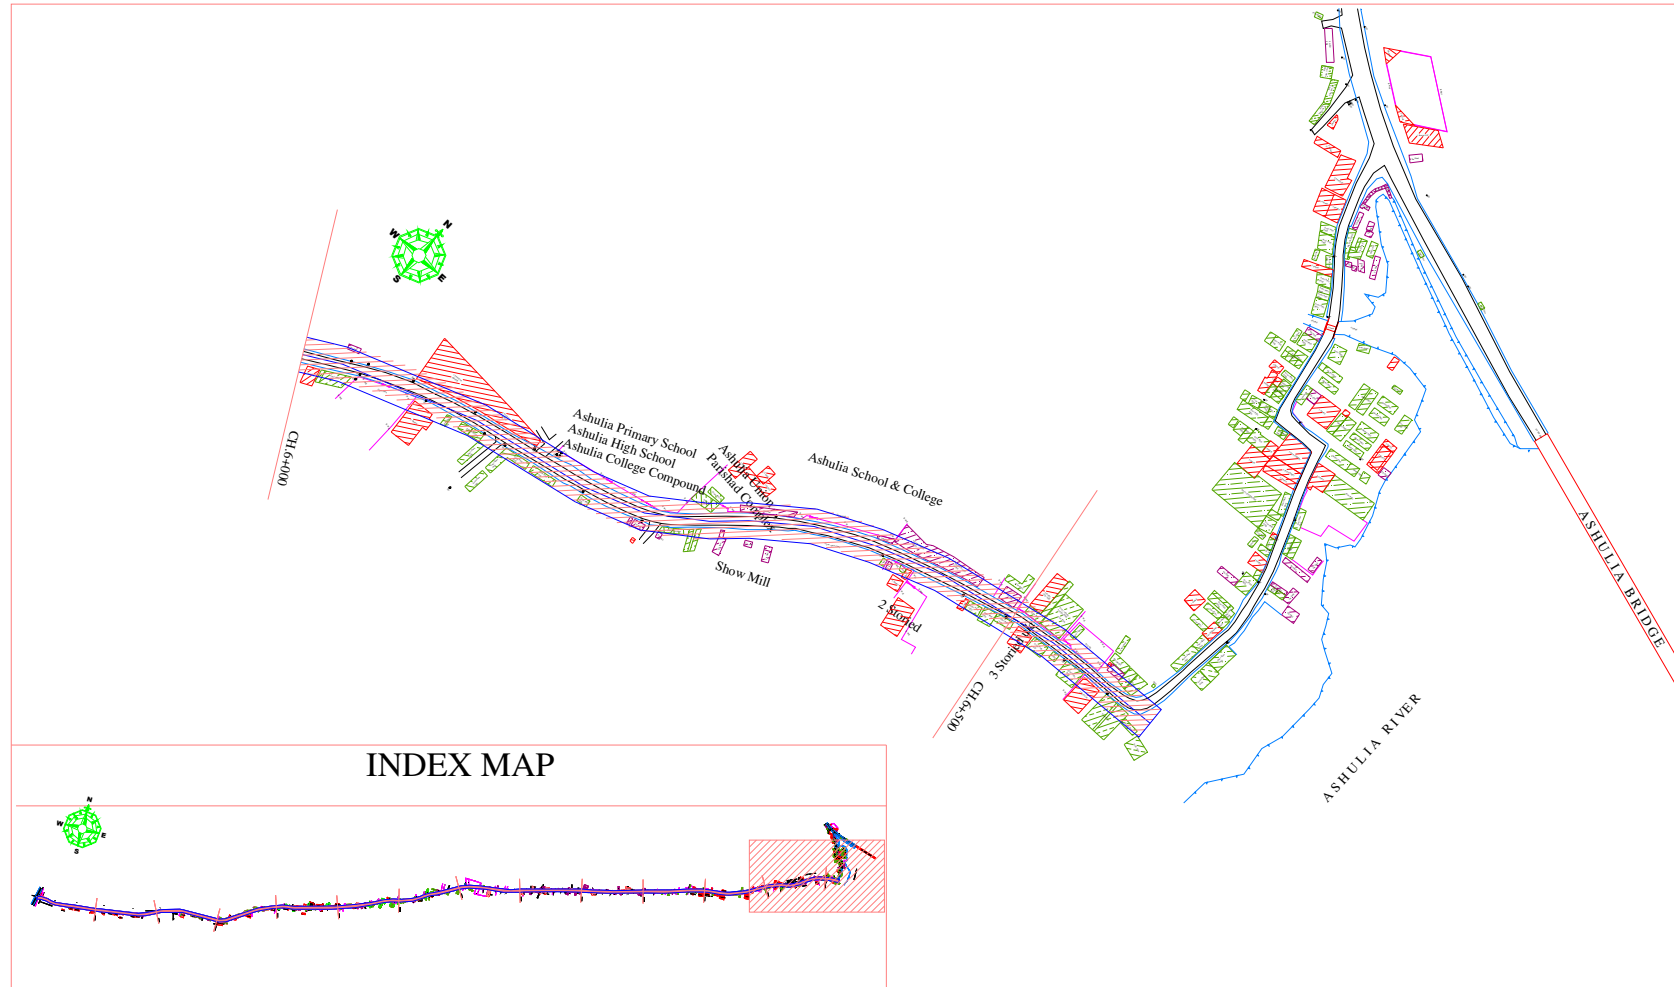 N
W
S
E
CH.6+000
Ashulia Primary School
Ashulia High School
Ashulia College Compound
Ashulia Union
Parishad Complex
Ashulia School & College
Show Mill
2 Storied
3 Storied
CH.6+500
ASHULIA BRIDGE
ASHULIA RIVER
INDEX MAP
N
W
E
S